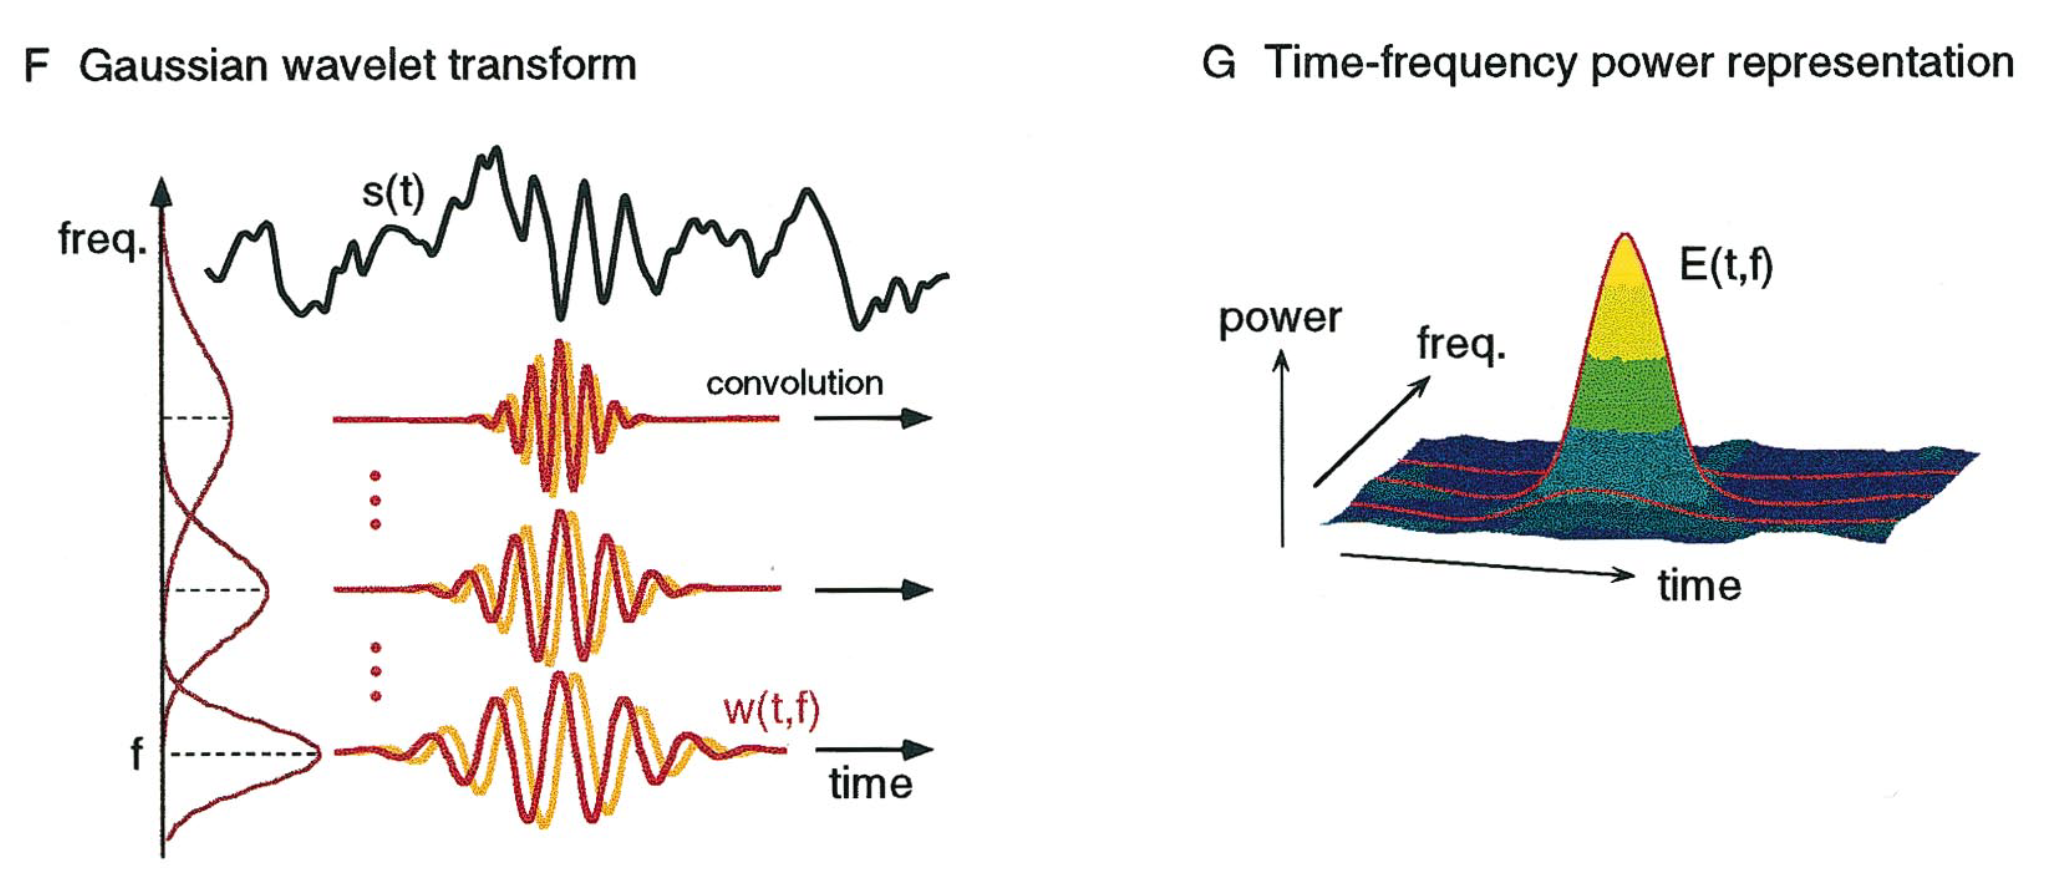 F Gaussian wavelet transform
s(t)
freq.
convolution
w(t,f)
f
time
G Time-frequency power representation
E(t,f)
power
freq.
time